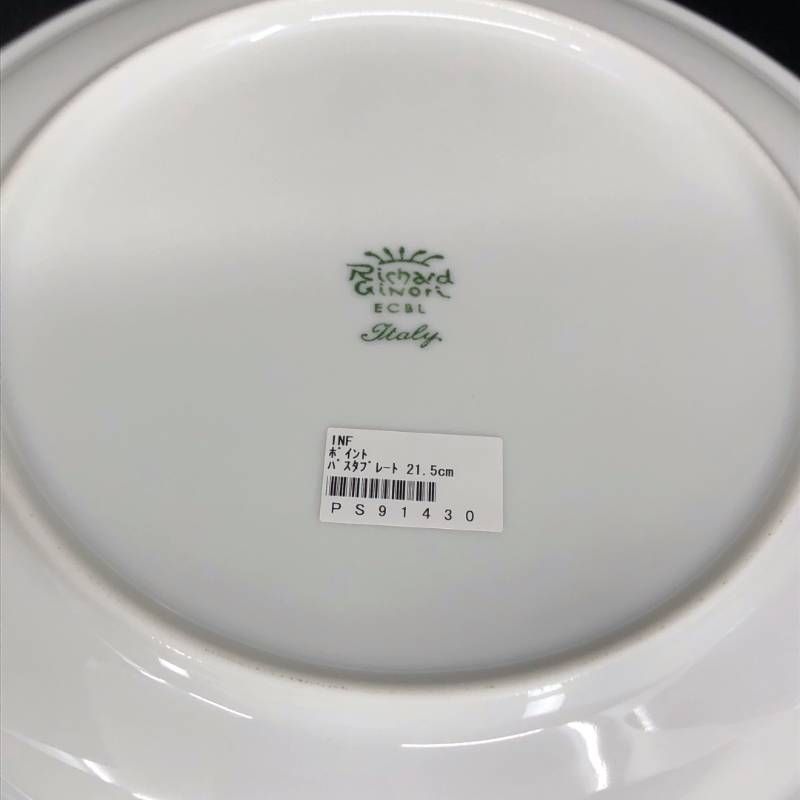 Richard
Ginori
ECBL
Italy
INF
ポイント
パスタプレート 21.5cm
PS91430